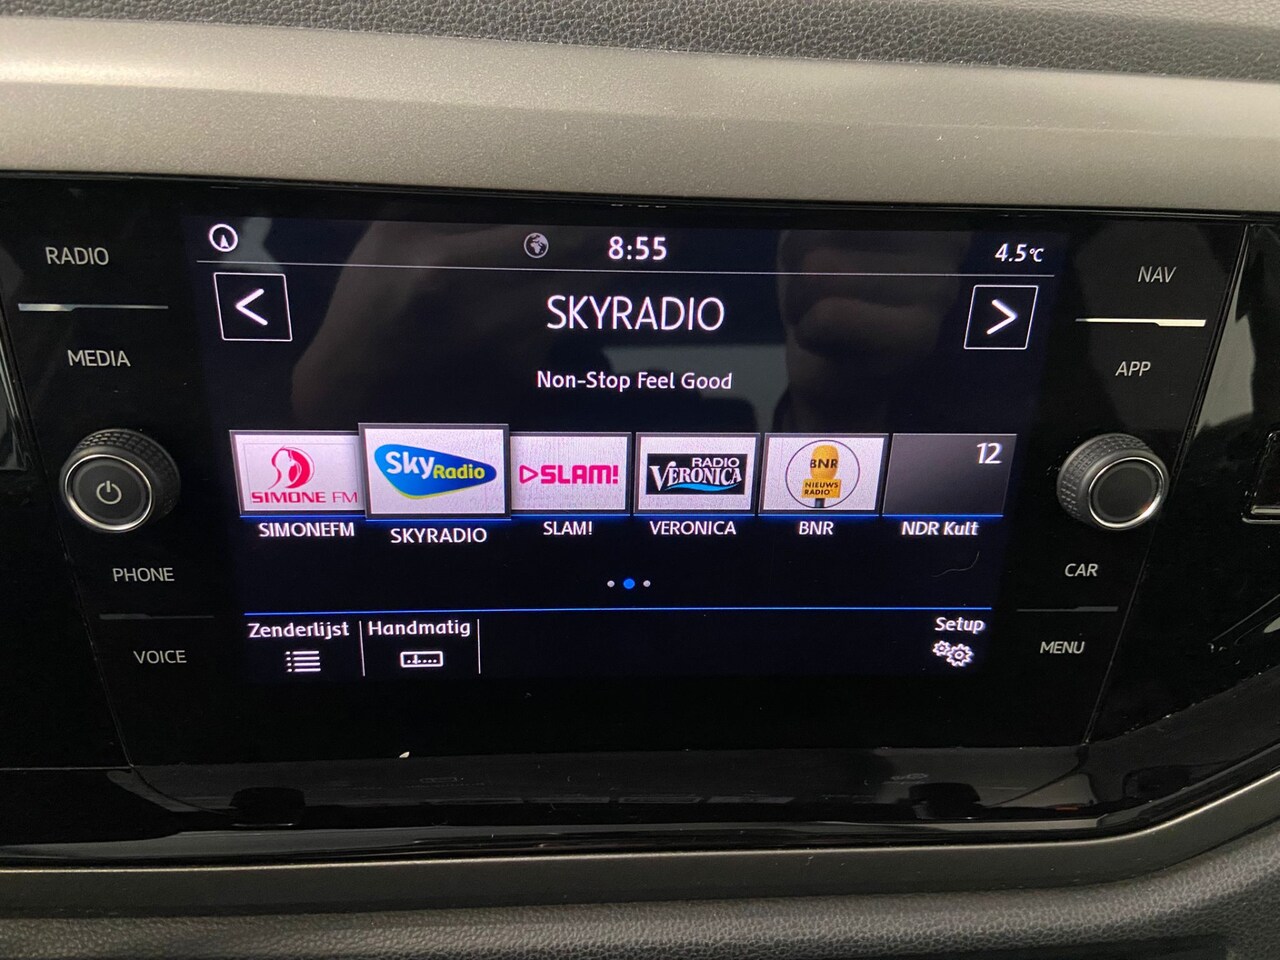 RADIO
MEDIA
PHONE
VOICE
8:55
4.5°C
<
SKYRADIO
>
Non-Stop Feel Good
SIMONE FM
Sky Radio
SLAM!
RADIO
VERONICA
BNR
NIEUWS
RADIO
12
SIMONEFM
SKYRADIO
SLAM!
VERONICA
BNR
NDR Kult
Zenderlijst
Handmatig
Setup
NAV
APP
CAR
MENU